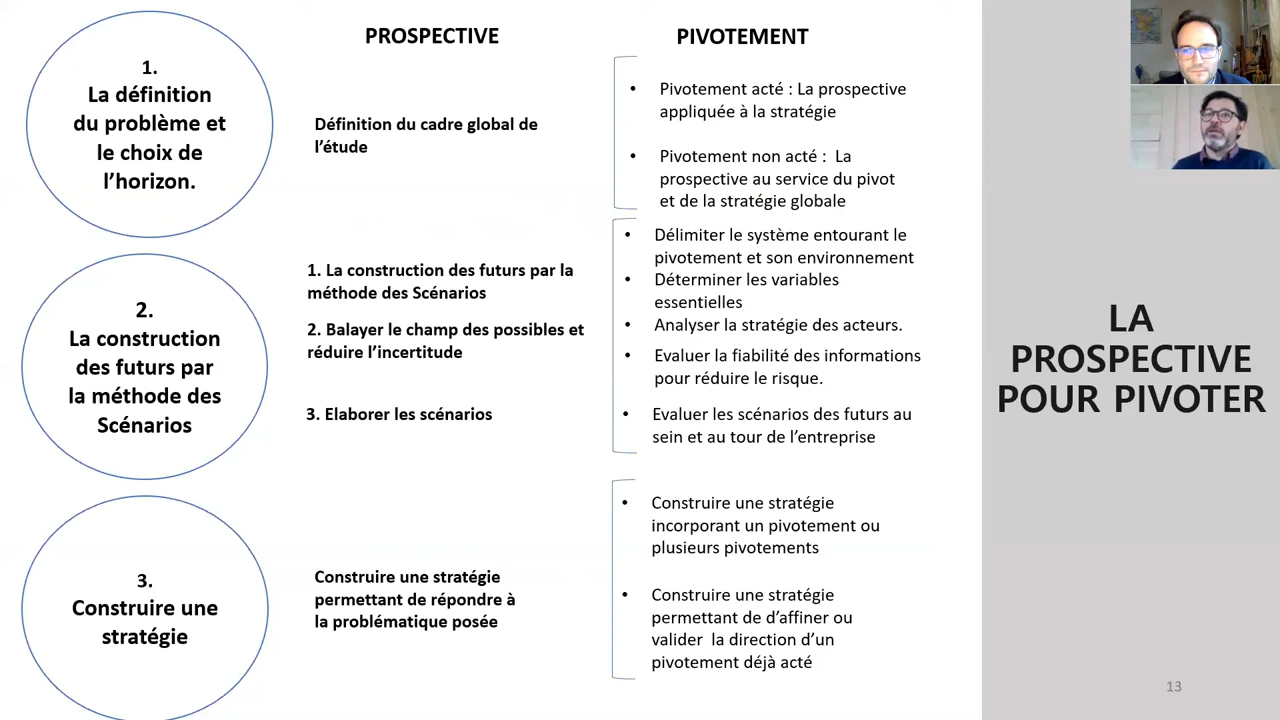 PROSPECTIVE
PIVOTEMENT
1.
La définition
du problème et
le choix de
l'horizon.
Définition du cadre global de
l'étude
• Pivotement acté : La prospective
appliquée à la stratégie
• Pivotement non acté : La
prospective au service du pivot
et de la stratégie globale
2.
La construction
des futurs par
la méthode des
Scénarios
1. La construction des futurs par la
méthode des Scénarios
2. Balayer le champ des possibles et
réduire l'incertitude
3. Elaborer les scénarios
• Délimiter le système entourant le
pivotement et son environnement
• Déterminer les variables
essentielles
• Analyser la stratégie des acteurs.
• Evaluer la fiabilité des informations
pour réduire le risque.
• Evaluer les scénarios des futurs au
sein et au tour de l'entreprise
3.
Construire une
stratégie
Construire une stratégie
permettant de répondre à
la problématique posée
• Construire une stratégie
incorporant un pivotement ou
plusieurs pivotements
• Construire une stratégie
permettant de d'affiner ou
valider la direction d'un
pivotement déjà acté
LA
PROSPECTIVE
POUR PIVOTER
13